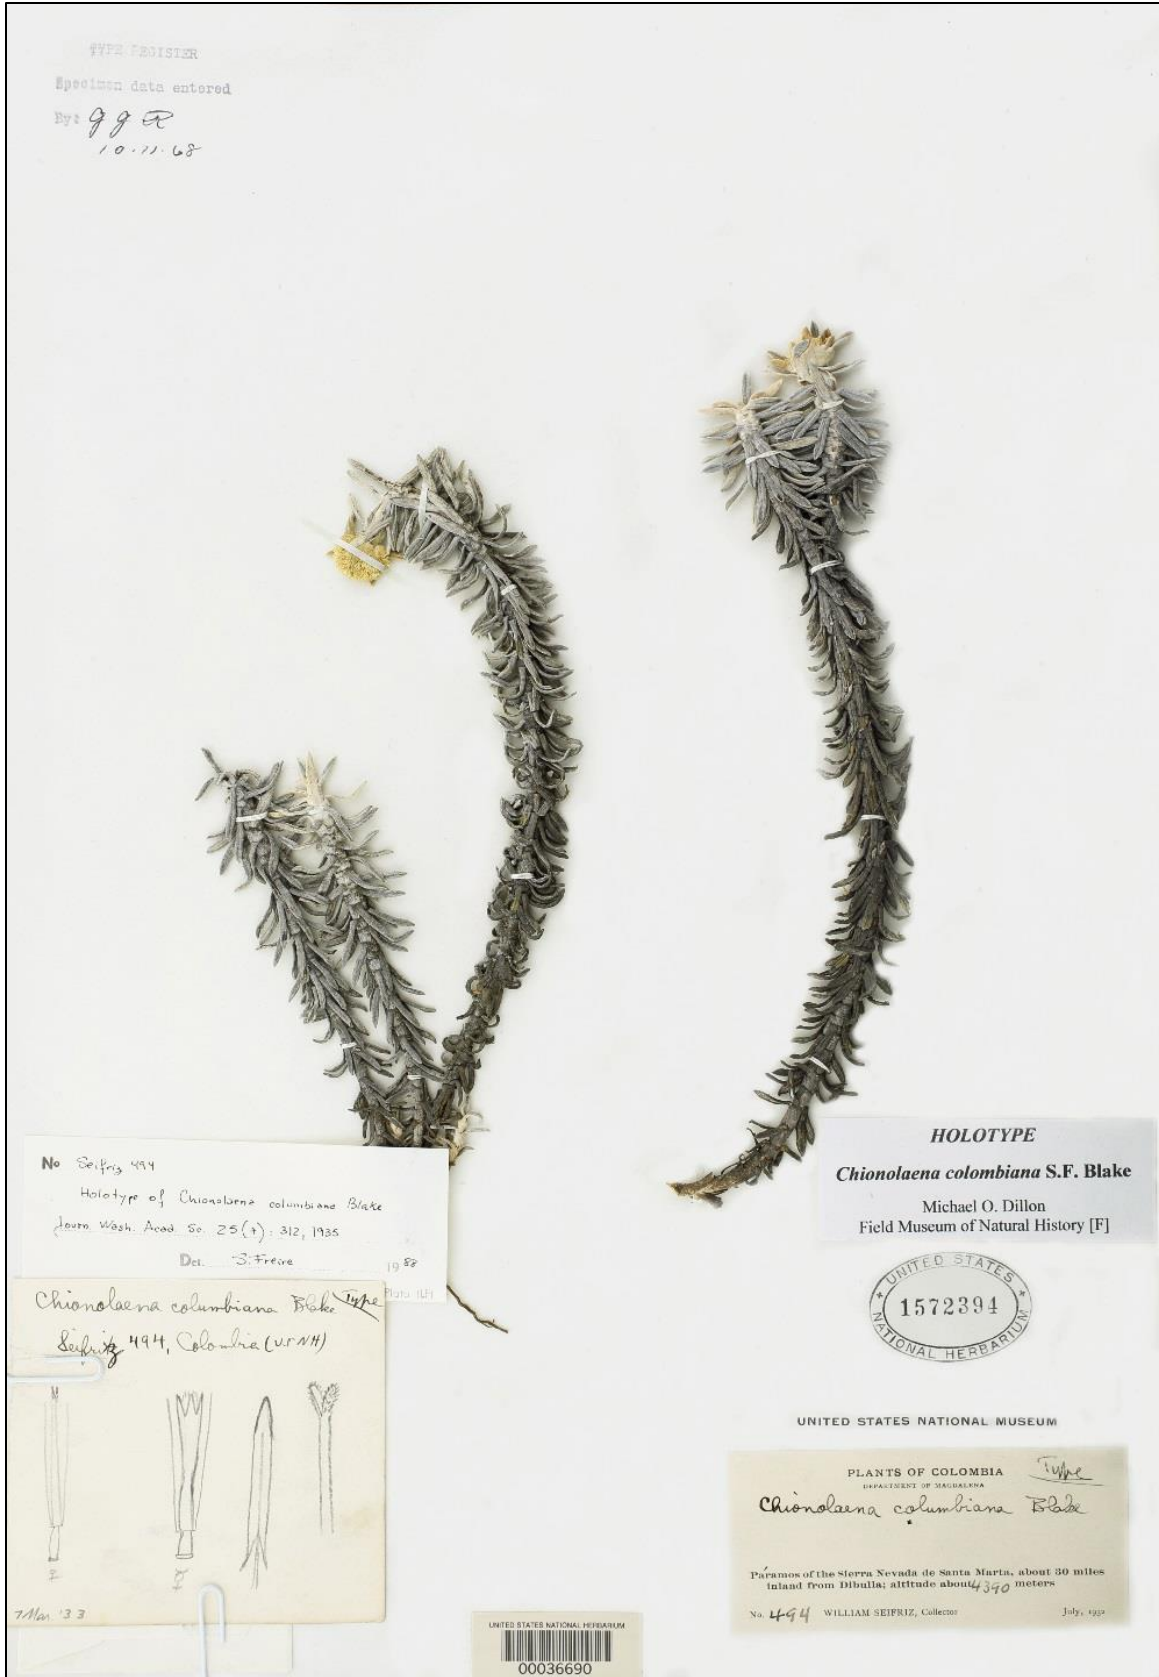 TYPE REGISTER
Specimen data entered
By: g g R
10.11.68
No Seifriz 494
Holotype of Chionolaena columbiana Blake
Journ. Wash. Acad. Sc. 25(7): 312, 1935
Det. S. Freire 1988
Chionolaena columbiana Blake Type
Seifriz 494, Colombia (USNH)
♀
7 Mar. '33
HOLOTYPE
Chionolaena colombiana S.F. Blake
Michael O. Dillon
Field Museum of Natural History [F]
UNITED STATES
1572394
NATIONAL HERBARIUM
UNITED STATES NATIONAL MUSEUM
PLANTS OF COLOMBIA Type
DEPARTMENT OF MAGDALENA
Chionolaena columbiana Blake
Páramos of the Sierra Nevada de Santa Marta, about 30 miles
inland from Dibulla; altitude about 4390 meters
No. 494 WILLIAM SEIFRIZ, Collector July, 1932
UNITED STATES NATIONAL HERBARIUM
00036690